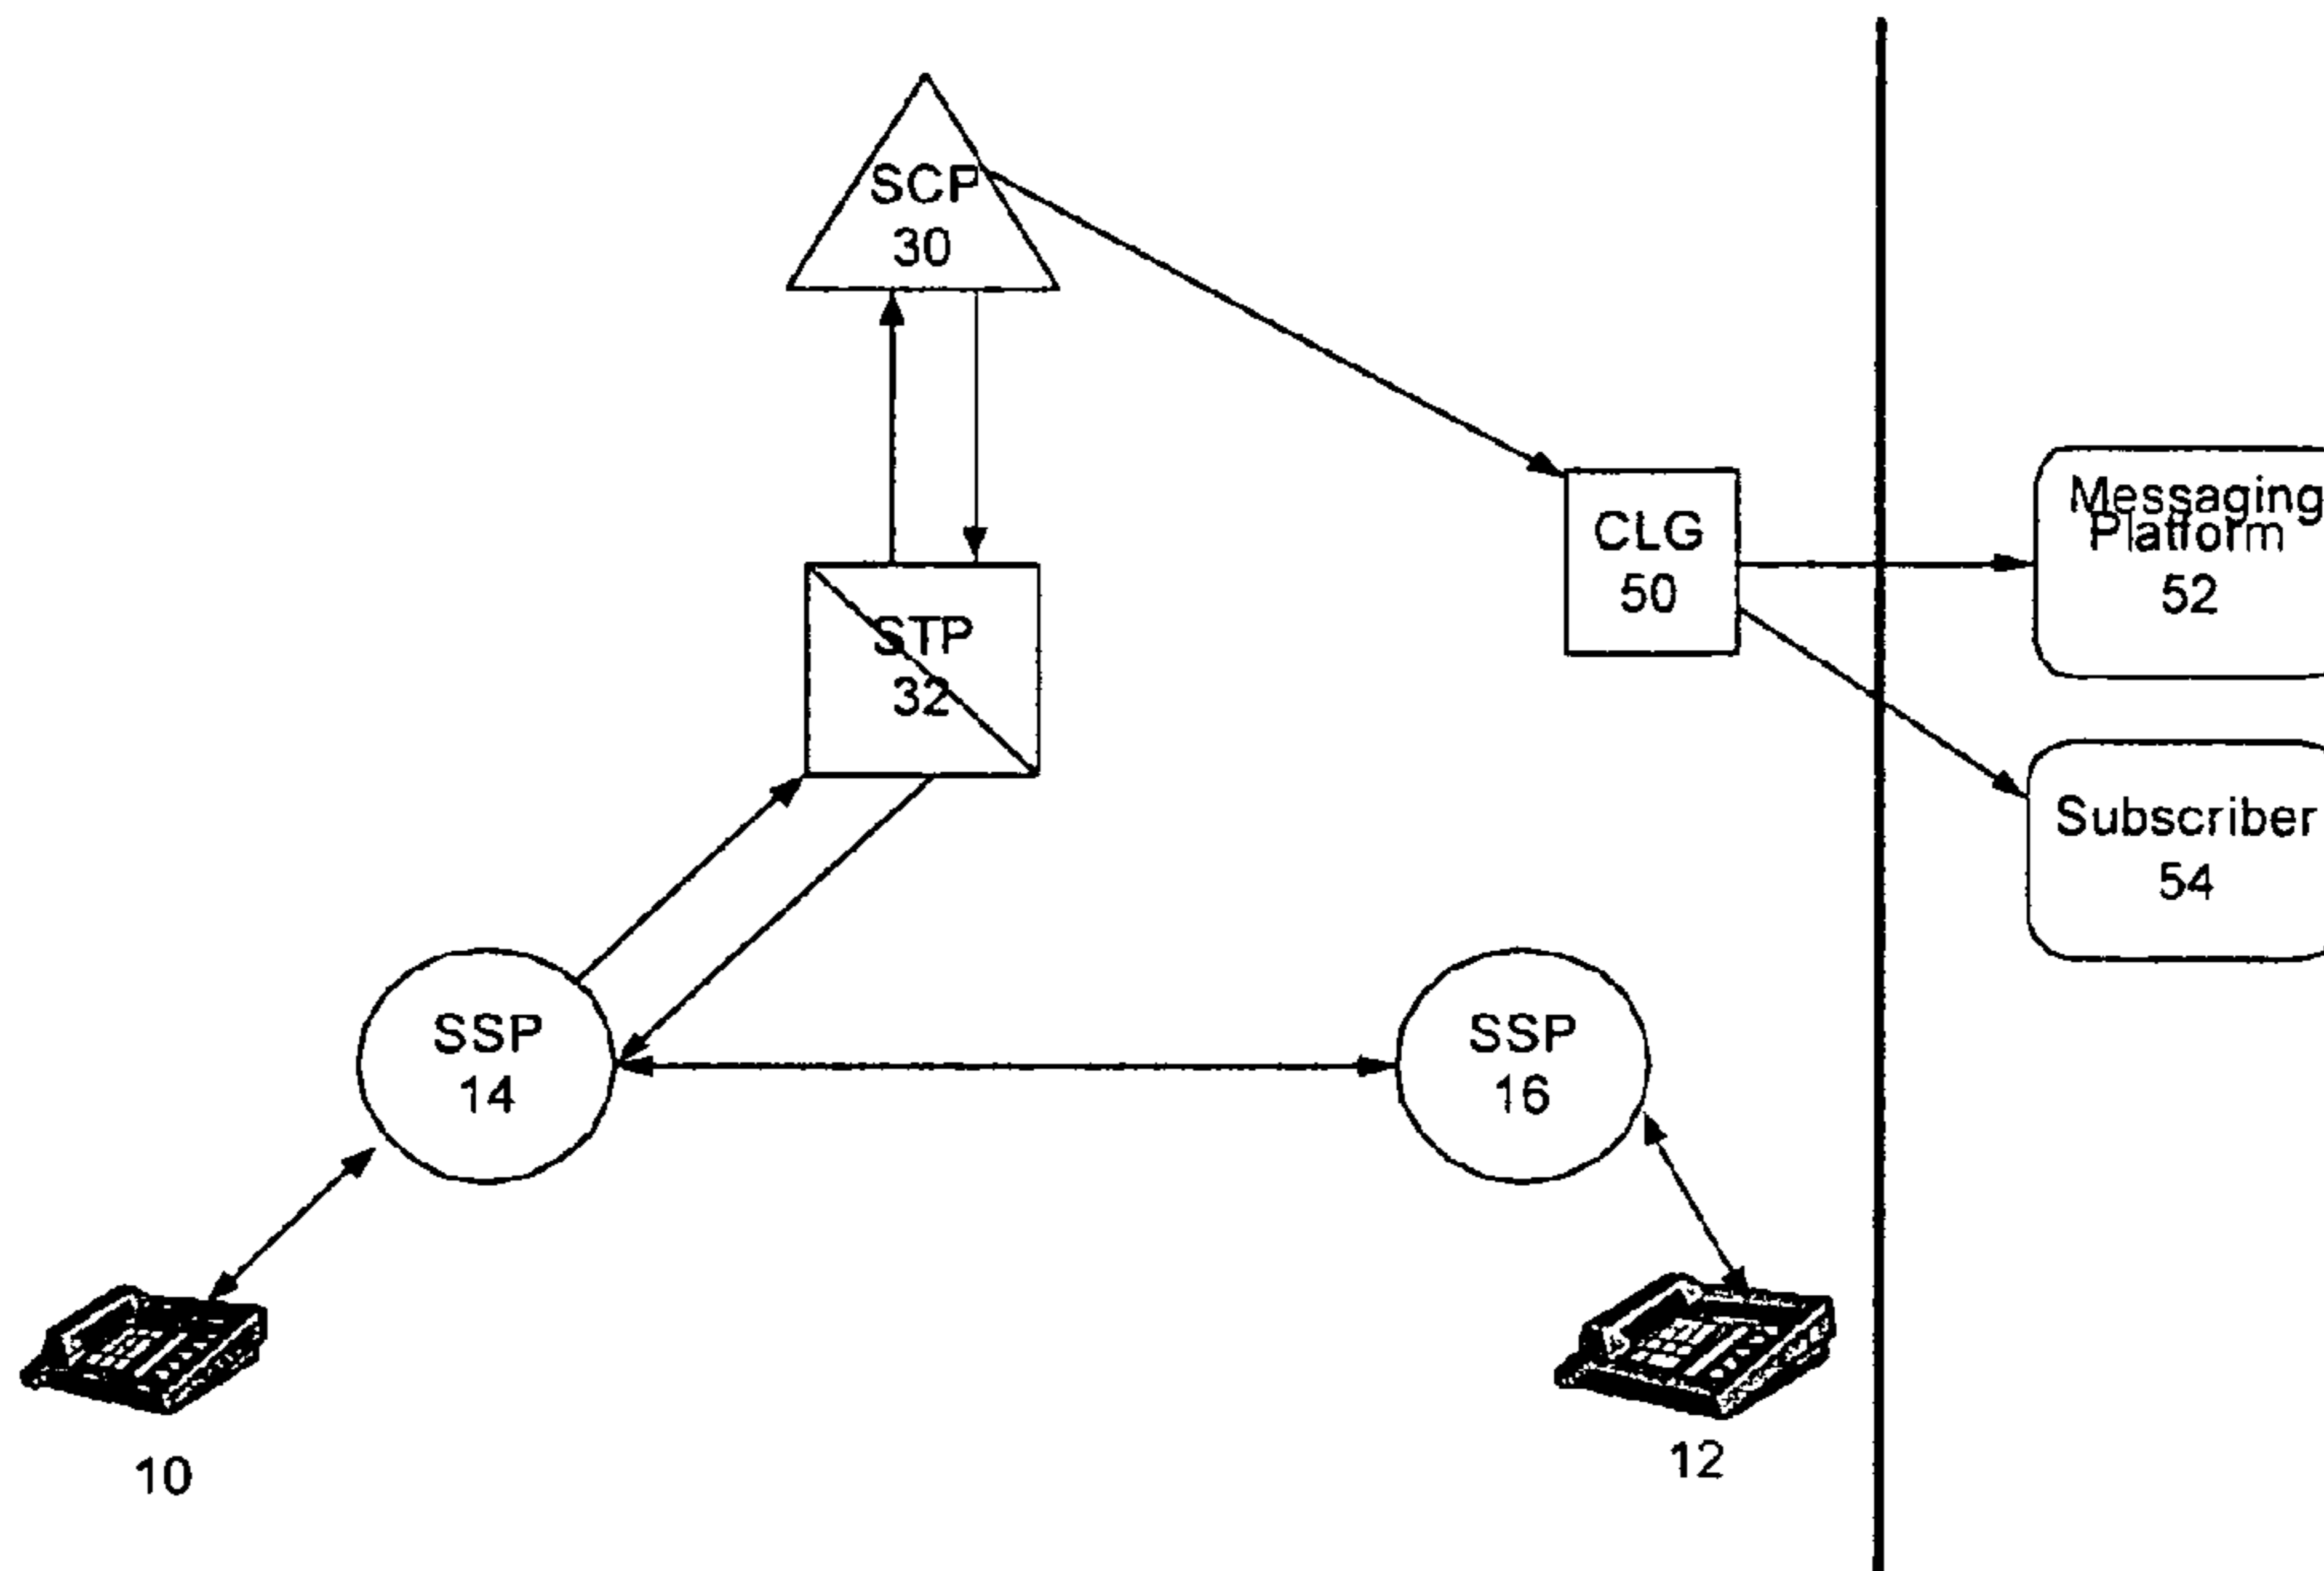 SCP
30
CLG
50
Messaging
Platform
52
STP
32
Subscriber
54
SSP
14
SSP
16
10
12